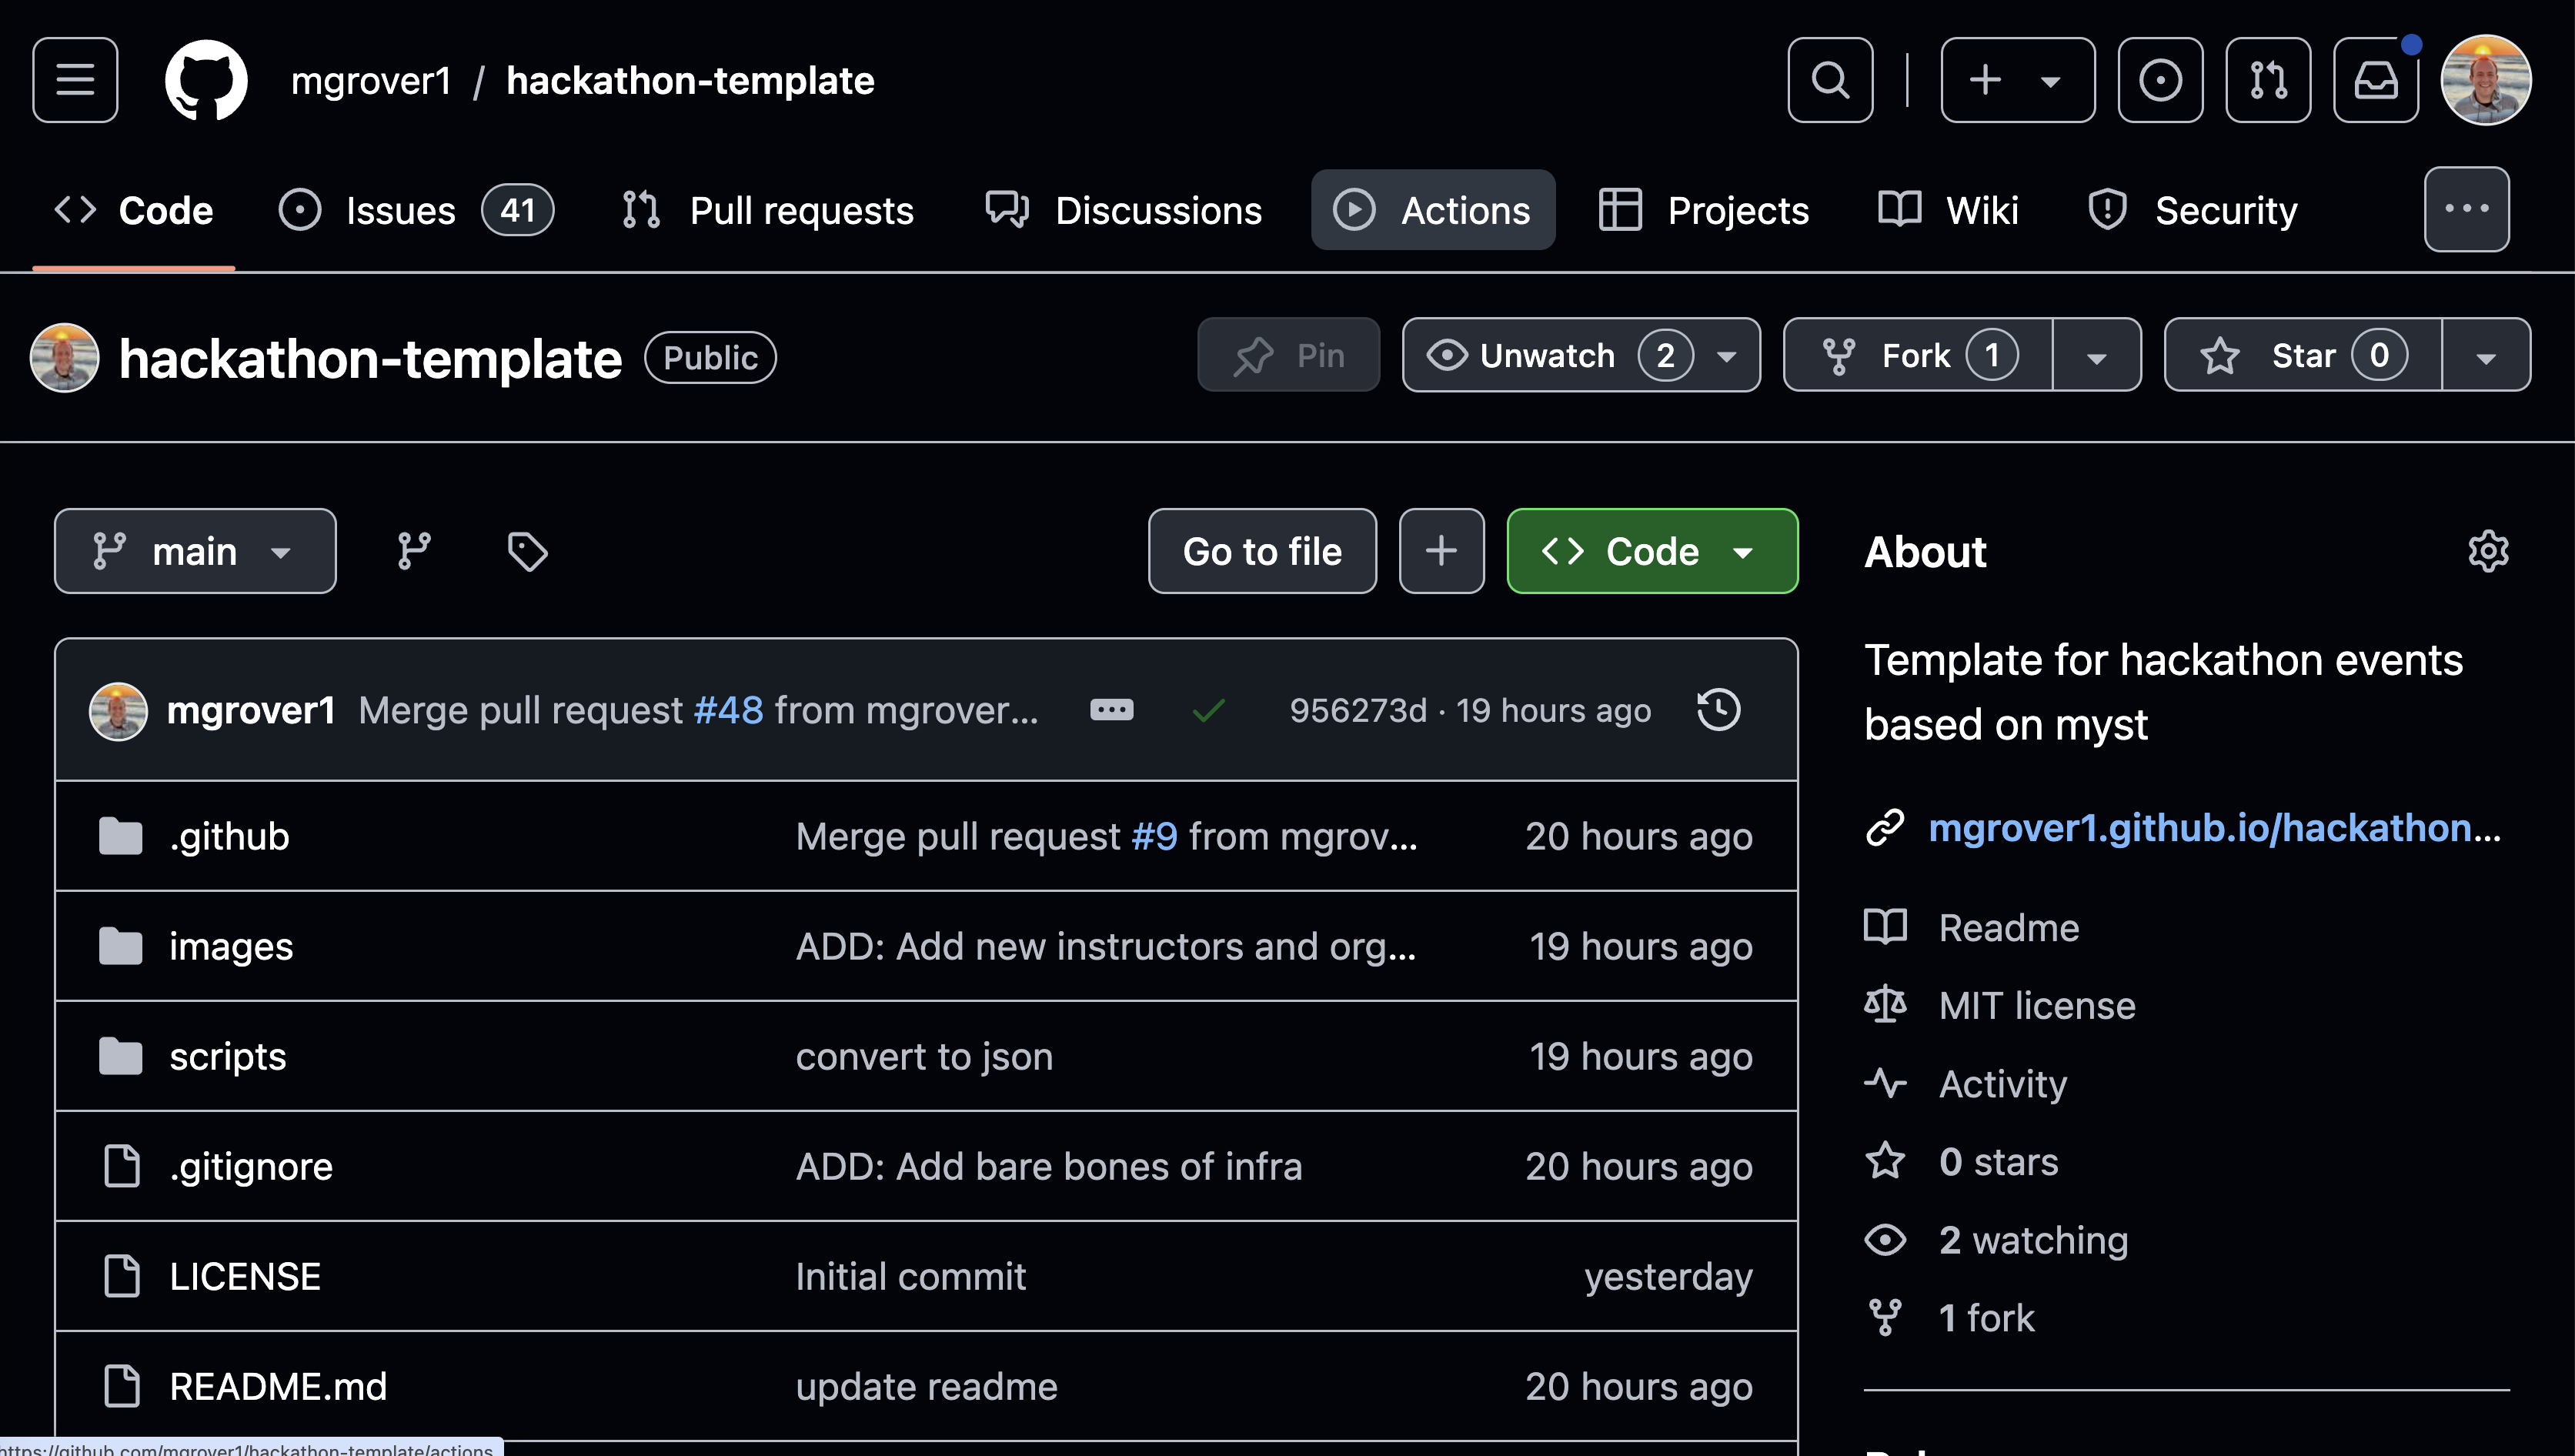 mgrover1 / hackathon-template
Code Issues 41 Pull requests Discussions Actions Projects Wiki Security
hackathon-template Public Pin Unwatch 2 Fork 1 Star 0
main Go to file Code
mgrover1 Merge pull request #48 from mgrover... 956273d · 19 hours ago
.github Merge pull request #9 from mgrov... 20 hours ago
images ADD: Add new instructors and org... 19 hours ago
scripts convert to json 19 hours ago
.gitignore ADD: Add bare bones of infra 20 hours ago
LICENSE Initial commit yesterday
README.md update readme 20 hours ago
https://github.com/mgrover1/hackathon-template/actions
About
Template for hackathon events
based on myst
mgrover1.github.io/hackathon...
Readme
MIT license
Activity
0 stars
2 watching
1 fork